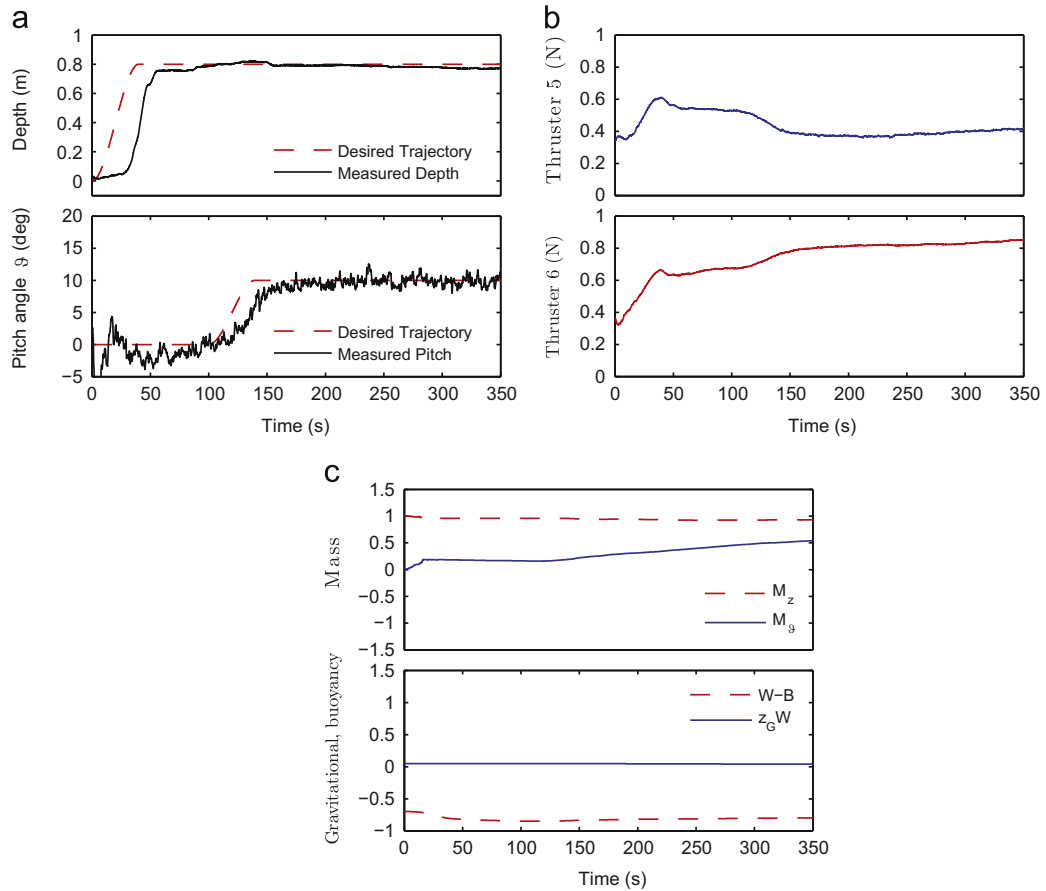 a
1
0.8
0.6
0.4
0.2
0
Depth (m)
Desired Trajectory
Measured Depth
20
15
10
5
0
−5
Pitch angle ϑ (deg)
Desired Trajectory
Measured Pitch
0 50 100 150 200 250 300 350
Time (s)
b
1
0.8
0.6
0.4
0.2
0
Thruster 5 (N)
1
0.8
0.6
0.4
0.2
0
Thruster 6 (N)
0 50 100 150 200 250 300 350
Time (s)
c
1.5
1
0.5
0
−0.5
−1
−1.5
Mass
M_z
M_ϑ
1.5
1
0.5
0
−0.5
−1
Gravitational, buoyancy
W−B
z_GW
0 50 100 150 200 250 300 350
Time (s)